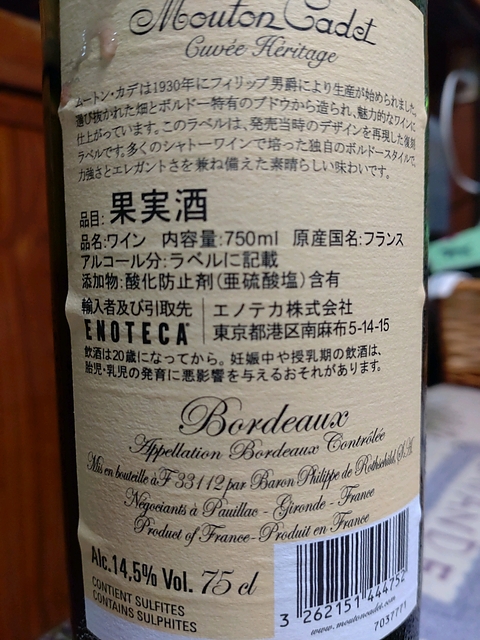 Mouton Cadet
Cuvée Héritage
ムートン・カデは1930年にフィリップ男爵により生産が始められました。
選び抜かれた畑とボルドー特有のブドウから造られ、魅力的なワインに
仕上がっています。このラベルは、発売当時のデザインを再現した復刻
ラベルです。多くのシャトーワインで培った独自のボルドースタイルで、
力強さとエレガントさを兼ね備えた素晴らしい味わいです。
品目:果実酒
品名:ワイン 内容量:750ml 原産国名:フランス
アルコール分:ラベルに記載
添加物:酸化防止剤(亜硫酸塩)含有
輸入者及び引取先 エノテカ株式会社
ENOTECA 東京都港区南麻布5-14-15
飲酒は20歳になってから。妊娠中や授乳期の飲酒は、
胎児・乳児の発育に悪影響を与えるおそれがあります。
Bordeaux
Appellation Bordeaux Contrôlée
Mis en bouteille à F 33112 par Baron Philippe de Rothschild, S.A.
Négociants à Pauillac - Gironde - France
Product of France - Produit en France
Alc.14,5% Vol. 75 cl
CONTIENT SULFITES
CONTAINS SULPHITES
3 262151 444752
www.moutoncadet.com
7037771